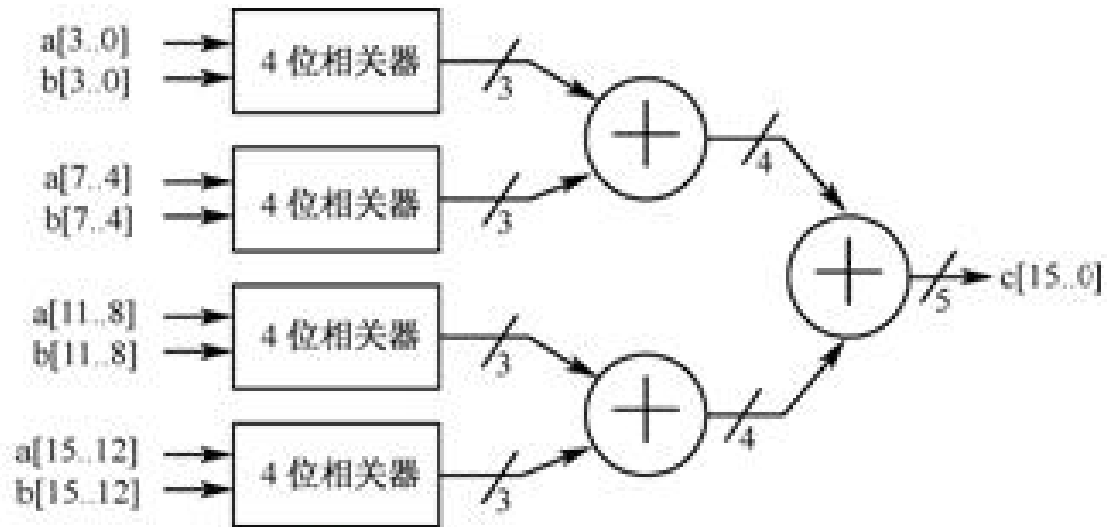 a[3..0]
b[3..0]
4 位相关器
3
a[7..4]
b[7..4]
4 位相关器
3
4
a[11..8]
b[11..8]
4 位相关器
3
a[15..12]
b[15..12]
4 位相关器
3
4
5
c[15..0]